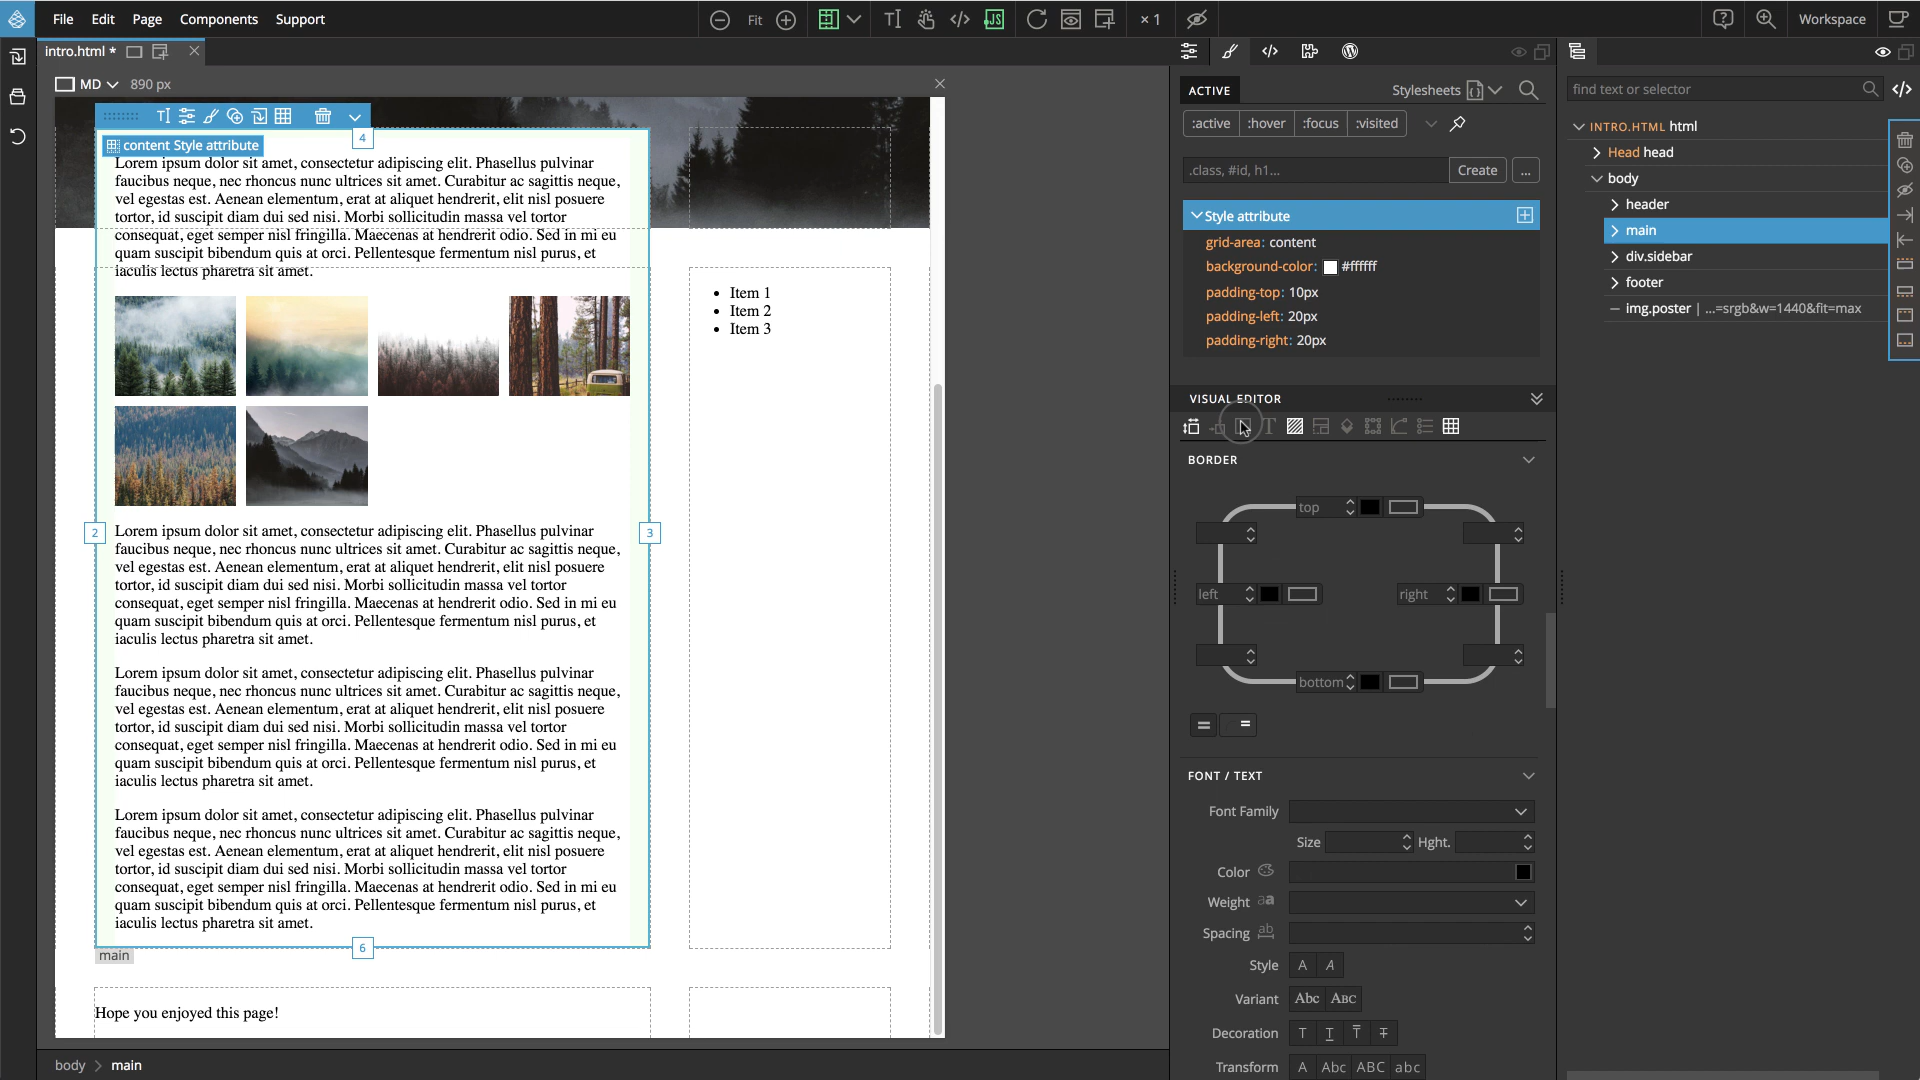 File Edit Page Components Support
Fit
× 1
Workspace
intro.html *
MD 890 px
4
content Style attribute
Lorem ipsum dolor sit amet, consectetur adipiscing elit. Phasellus pulvinar
faucibus neque, nec rhoncus nunc ultrices sit amet. Curabitur ac sagittis neque,
vel egestas est. Aenean elementum, erat at aliquet hendrerit, elit nisl posuere
tortor, id suscipit diam dui sed nisi. Morbi sollicitudin massa vel tortor
consequat, eget semper nisl fringilla. Maecenas at hendrerit odio. Sed in mi eu
quam suscipit bibendum quis at orci. Pellentesque fermentum nisl purus, et
iaculis lectus pharetra sit amet.
Item 1
Item 2
Item 3
2
3
Lorem ipsum dolor sit amet, consectetur adipiscing elit. Phasellus pulvinar
faucibus neque, nec rhoncus nunc ultrices sit amet. Curabitur ac sagittis neque,
vel egestas est. Aenean elementum, erat at aliquet hendrerit, elit nisl posuere
tortor, id suscipit diam dui sed nisi. Morbi sollicitudin massa vel tortor
consequat, eget semper nisl fringilla. Maecenas at hendrerit odio. Sed in mi eu
quam suscipit bibendum quis at orci. Pellentesque fermentum nisl purus, et
iaculis lectus pharetra sit amet.
Lorem ipsum dolor sit amet, consectetur adipiscing elit. Phasellus pulvinar
faucibus neque, nec rhoncus nunc ultrices sit amet. Curabitur ac sagittis neque,
vel egestas est. Aenean elementum, erat at aliquet hendrerit, elit nisl posuere
tortor, id suscipit diam dui sed nisi. Morbi sollicitudin massa vel tortor
consequat, eget semper nisl fringilla. Maecenas at hendrerit odio. Sed in mi eu
quam suscipit bibendum quis at orci. Pellentesque fermentum nisl purus, et
iaculis lectus pharetra sit amet.
Lorem ipsum dolor sit amet, consectetur adipiscing elit. Phasellus pulvinar
faucibus neque, nec rhoncus nunc ultrices sit amet. Curabitur ac sagittis neque,
vel egestas est. Aenean elementum, erat at aliquet hendrerit, elit nisl posuere
tortor, id suscipit diam dui sed nisi. Morbi sollicitudin massa vel tortor
consequat, eget semper nisl fringilla. Maecenas at hendrerit odio. Sed in mi eu
quam suscipit bibendum quis at orci. Pellentesque fermentum nisl purus, et
iaculis lectus pharetra sit amet.
6
main
Hope you enjoyed this page!
body > main
ACTIVE
Stylesheets
:active :hover :focus :visited
.class, #id, h1... Create ...
Style attribute
grid-area: content
background-color: #ffffff
padding-top: 10px
padding-left: 20px
padding-right: 20px
VISUAL EDITOR
BORDER
top
left right
bottom
FONT / TEXT
Font Family
Size Hght.
Color
Weight aa
Spacing ab
Style A A
Variant Abc ABC
Decoration T T T T
Transform A Abc ABC abc
find text or selector
INTRO.HTML html
Head head
body
header
main
div.sidebar
footer
img.poster | ...=srgb&w=1440&fit=max